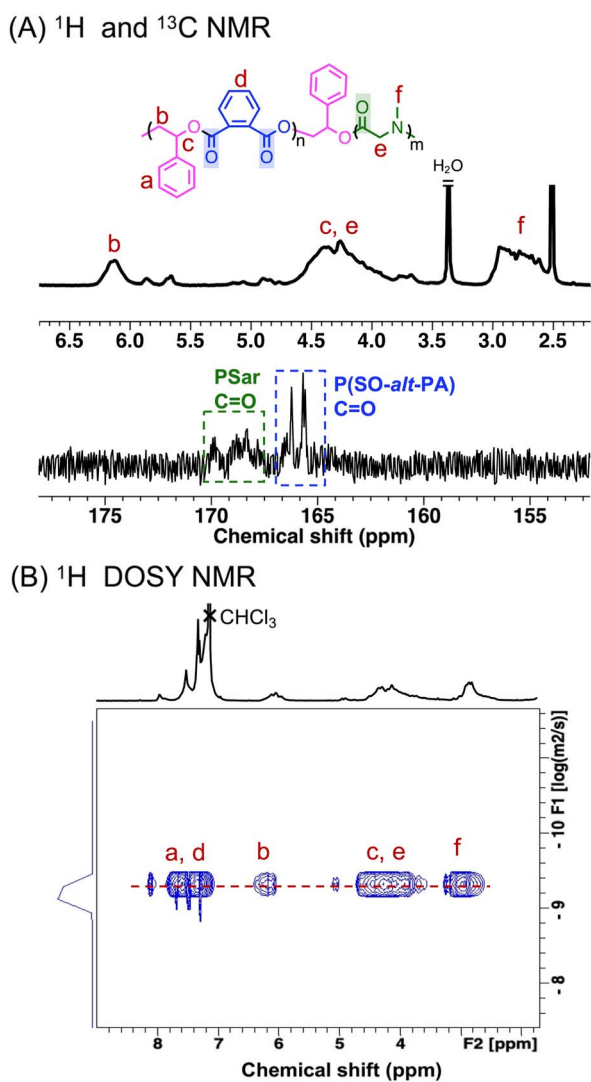 (A) ¹H and ¹³C NMR
d
f
b
O
O
n
O
O
N
c
O
O
e
m
a
H₂O
b
c, e
f
6.5 6.0 5.5 5.0 4.5 4.0 3.5 3.0 2.5
PSar
C=O
P(SO-alt-PA)
C=O
175 170 165 160 155
Chemical shift (ppm)
(B) ¹H DOSY NMR
CHCl₃
a, d
b
c, e
f
- 10
- 9
- 8
F1 [log(m2/s)]
8 6 5 4 F2 [ppm]
Chemical shift (ppm)